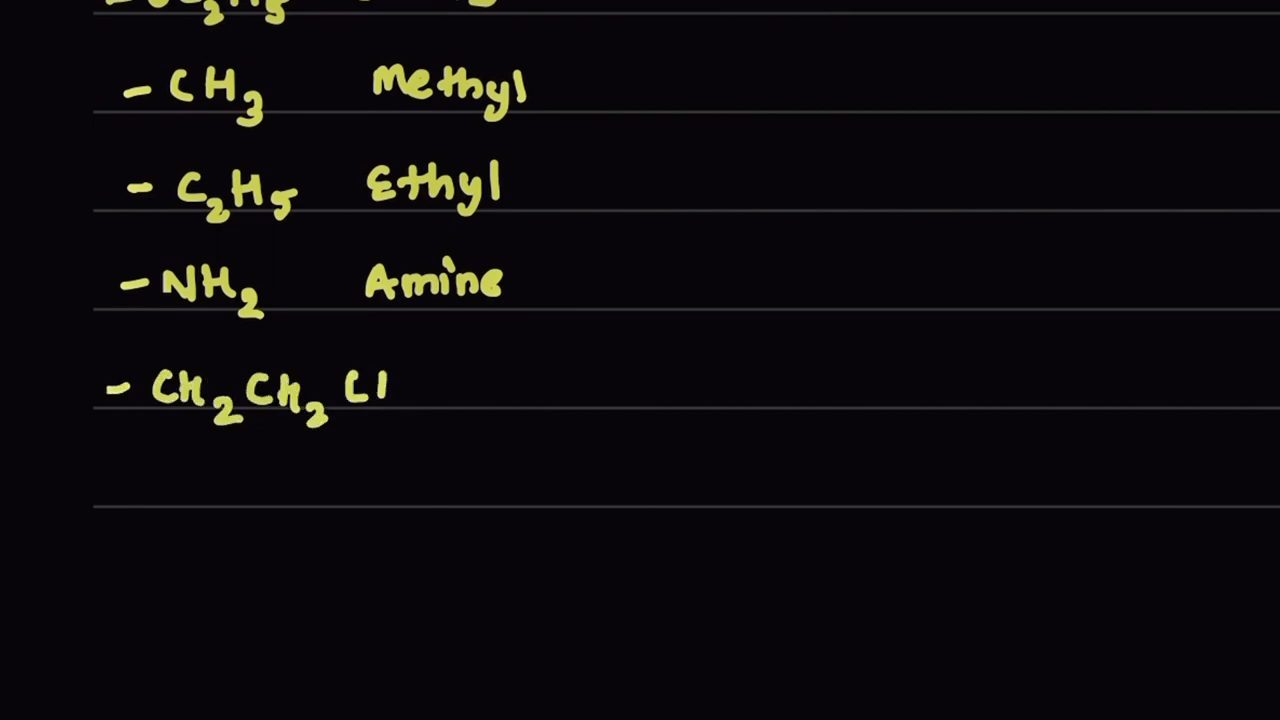 - CH₃ Methyl
- C₂H₅ Ethyl
- NH₂ Amine
- CH₂CH₂Cl